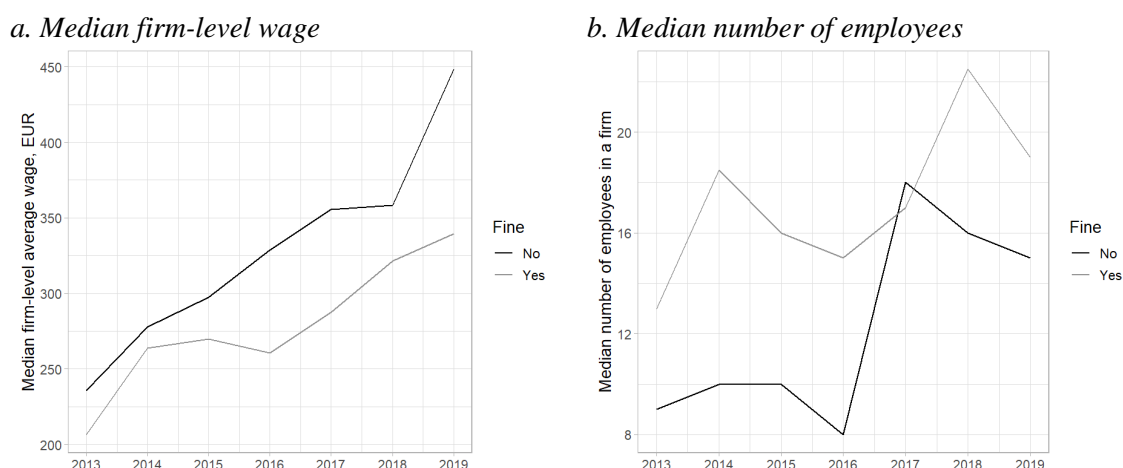 a. Median firm-level wage
Median firm-level average wage, EUR
450
400
350
300
250
200
2013 2014 2015 2016 2017 2018 2019
Fine
No
Yes
b. Median number of employees
Median number of employees in a firm
20
16
12
8
2013 2014 2015 2016 2017 2018 2019
Fine
No
Yes